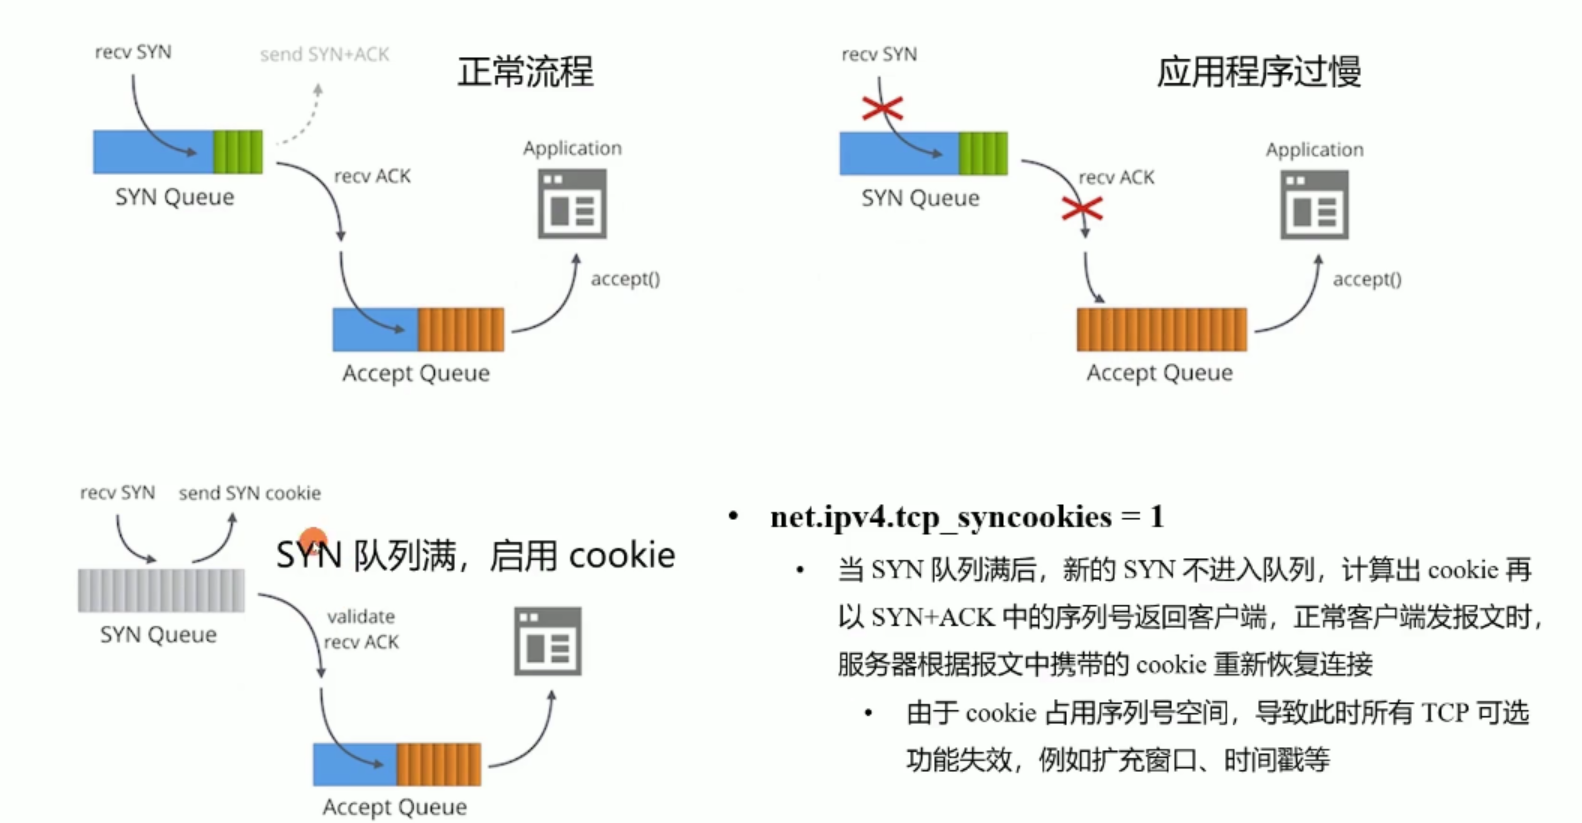 recv SYN
send SYN+ACK
正常流程
SYN Queue
recv ACK
Application
accept()
Accept Queue
recv SYN
应用程序过慢
SYN Queue
recv ACK
Application
accept()
Accept Queue
recv SYN
send SYN cookie
SYN 队列满，启用 cookie
SYN Queue
validate
recv ACK
Accept Queue
• net.ipv4.tcp_syncookies = 1
• 当 SYN 队列满后，新的 SYN 不进入队列，计算出 cookie 再
以 SYN+ACK 中的序列号返回客户端，正常客户端发报文时，
服务器根据报文中携带的 cookie 重新恢复连接
• 由于 cookie 占用序列号空间，导致此时所有 TCP 可选
功能失效，例如扩充窗口、时间戳等